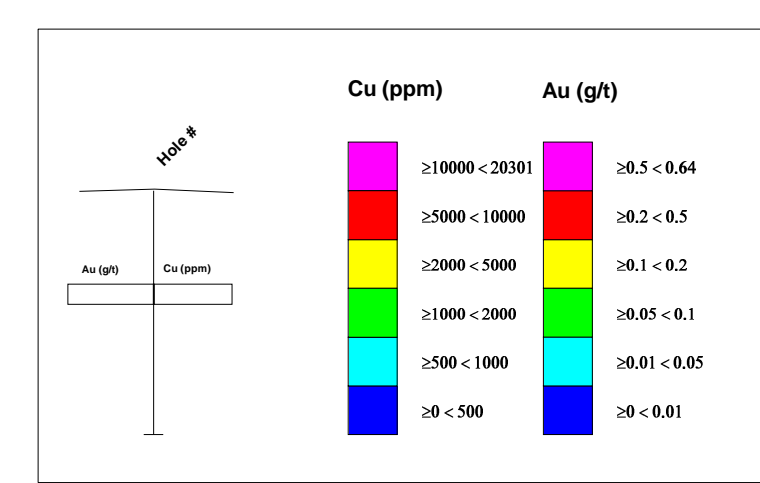 Cu (ppm)
Au (g/t)
Hole #
Au (g/t)
Cu (ppm)
≥10000 < 20301
≥5000 < 10000
≥2000 < 5000
≥1000 < 2000
≥500 < 1000
≥0 < 500
≥0.5 < 0.64
≥0.2 < 0.5
≥0.1 < 0.2
≥0.05 < 0.1
≥0.01 < 0.05
≥0 < 0.01